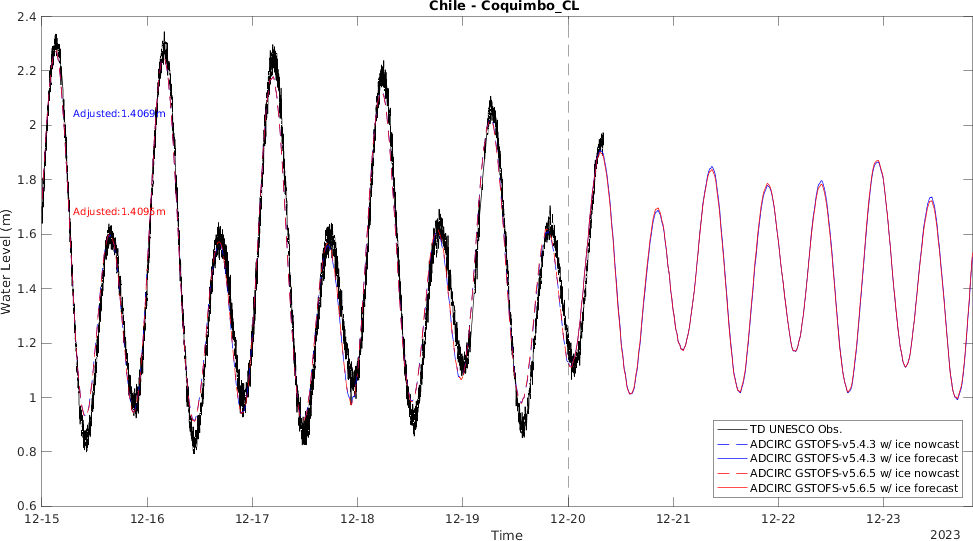 Chile - Coquimbo_CL
2.4
2.2
2
1.8
1.6
1.4
1.2
1
0.8
0.6
Water Level (m)
Adjusted:1.4069m
Adjusted:1.4095m
TD UNESCO Obs.
ADCIRC GSTOFS-v5.4.3 w/ ice nowcast
ADCIRC GSTOFS-v5.4.3 w/ ice forecast
ADCIRC GSTOFS-v5.6.5 w/ ice nowcast
ADCIRC GSTOFS-v5.6.5 w/ ice forecast
12-15 12-16 12-17 12-18 12-19 12-20 12-21 12-22 12-23
Time
2023